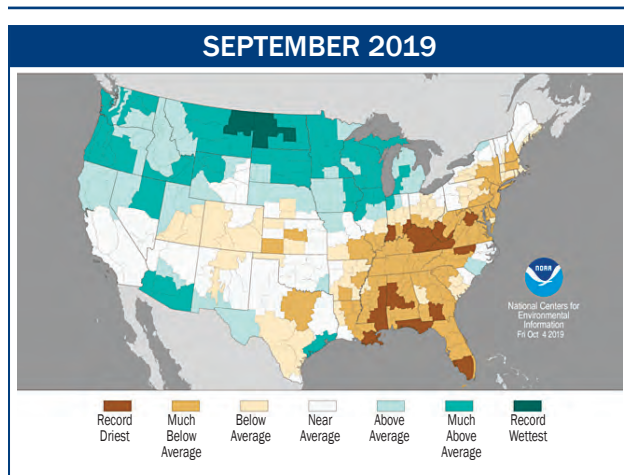 SEPTEMBER 2019
NOAA
National Centers for
Environmental
Information
Fri Oct 4 2019
Record
Driest
Much
Below
Average
Below
Average
Near
Average
Above
Average
Much
Above
Average
Record
Wettest